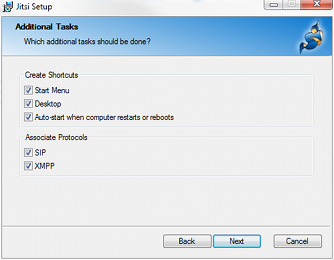 Jitsi Setup
Additional Tasks
Which additional tasks should be done?
Create Shortcuts
Start Menu
Desktop
Auto-start when computer restarts or reboots
Associate Protocols
SIP
XMPP
Back Next Cancel